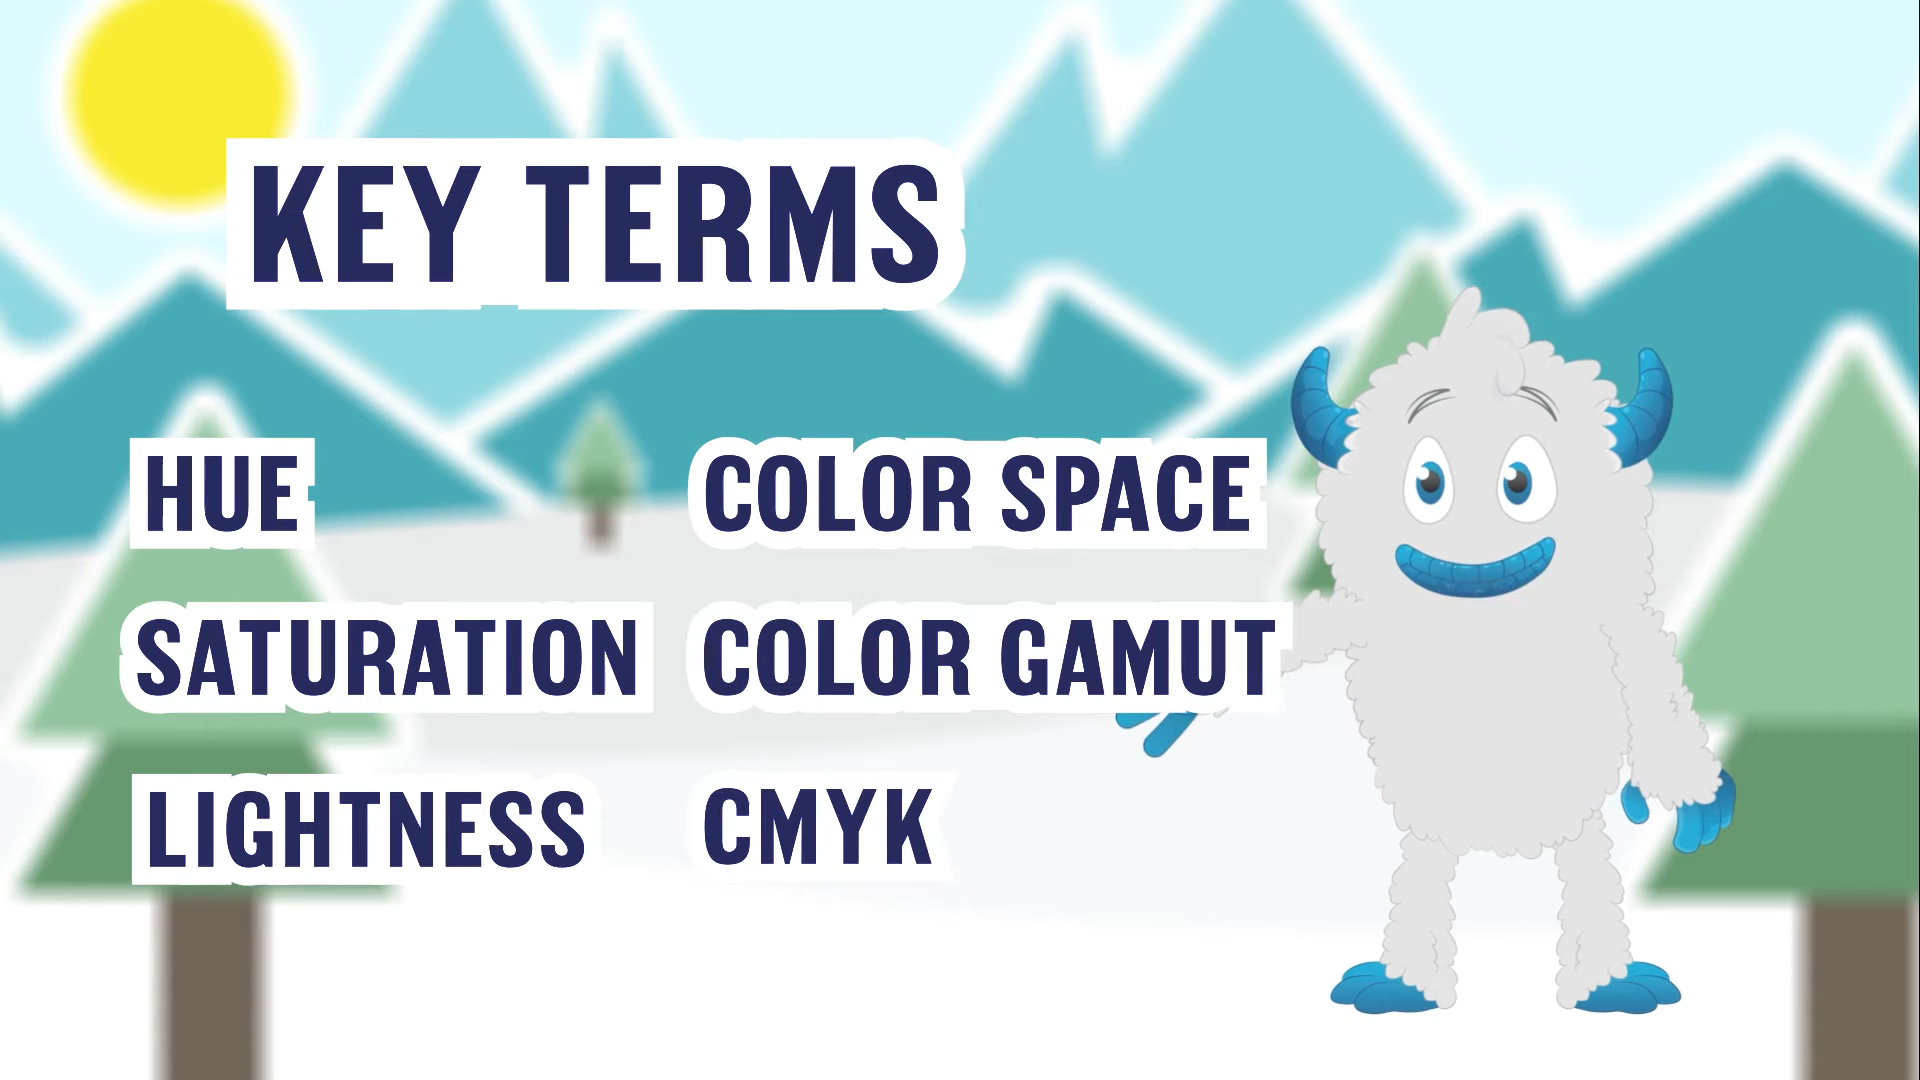 KEY TERMS
HUE
SATURATION
LIGHTNESS
COLOR SPACE
COLOR GAMUT
CMYK